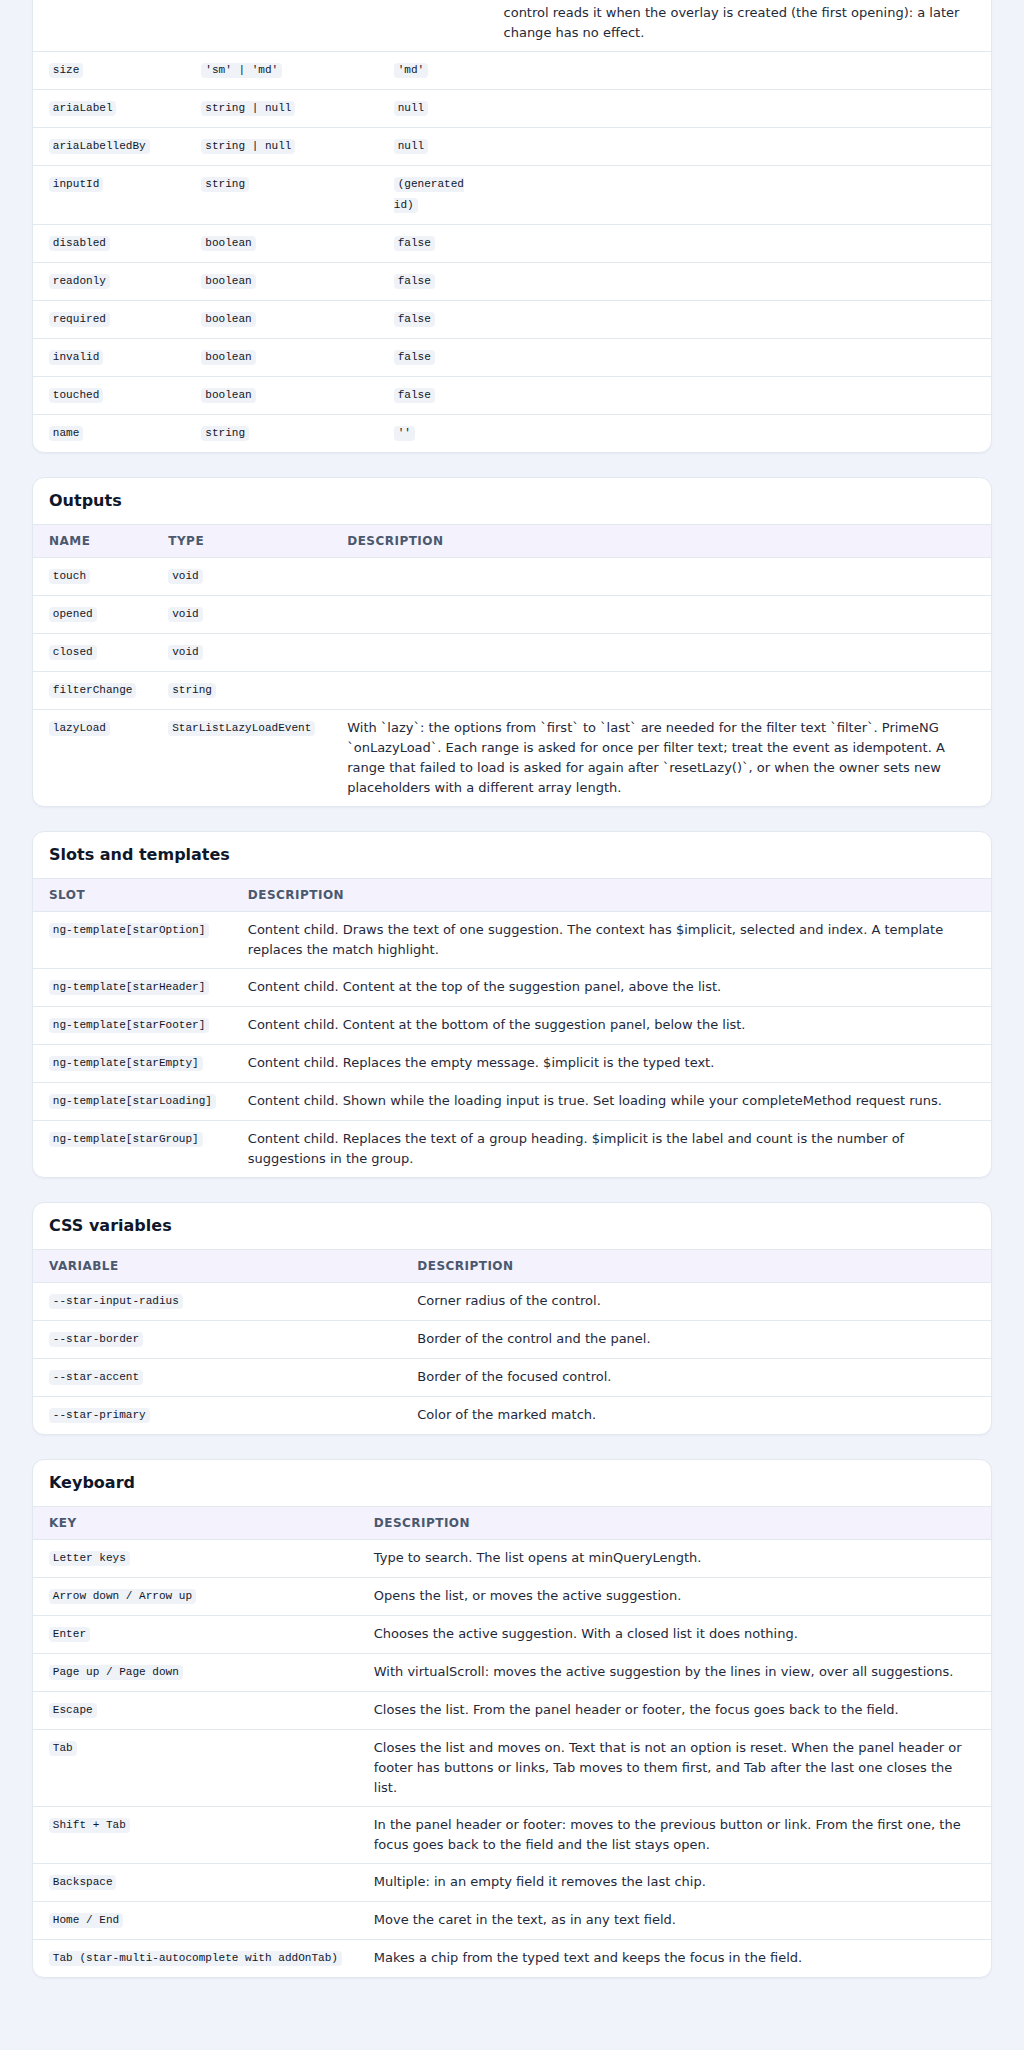 control reads it when the overlay is created (the first opening): a later
change has no effect.
size 'sm' | 'md' 'md'
ariaLabel string | null null
ariaLabelledBy string | null null
inputId string (generated
id)
disabled boolean false
readonly boolean false
required boolean false
invalid boolean false
touched boolean false
name string ''
Outputs
NAME TYPE DESCRIPTION
touch void
opened void
closed void
filterChange string
lazyLoad StarListLazyLoadEvent With `lazy`: the options from `first` to `last` are needed for the filter text `filter`. PrimeNG
`onLazyLoad`. Each range is asked for once per filter text; treat the event as idempotent. A
range that failed to load is asked for again after `resetLazy()`, or when the owner sets new
placeholders with a different array length.
Slots and templates
SLOT DESCRIPTION
ng-template[starOption] Content child. Draws the text of one suggestion. The context has $implicit, selected and index. A template
replaces the match highlight.
ng-template[starHeader] Content child. Content at the top of the suggestion panel, above the list.
ng-template[starFooter] Content child. Content at the bottom of the suggestion panel, below the list.
ng-template[starEmpty] Content child. Replaces the empty message. $implicit is the typed text.
ng-template[starLoading] Content child. Shown while the loading input is true. Set loading while your completeMethod request runs.
ng-template[starGroup] Content child. Replaces the text of a group heading. $implicit is the label and count is the number of
suggestions in the group.
CSS variables
VARIABLE DESCRIPTION
--star-input-radius Corner radius of the control.
--star-border Border of the control and the panel.
--star-accent Border of the focused control.
--star-primary Color of the marked match.
Keyboard
KEY DESCRIPTION
Letter keys Type to search. The list opens at minQueryLength.
Arrow down / Arrow up Opens the list, or moves the active suggestion.
Enter Chooses the active suggestion. With a closed list it does nothing.
Page up / Page down With virtualScroll: moves the active suggestion by the lines in view, over all suggestions.
Escape Closes the list. From the panel header or footer, the focus goes back to the field.
Tab Closes the list and moves on. Text that is not an option is reset. When the panel header or
footer has buttons or links, Tab moves to them first, and Tab after the last one closes the
list.
Shift + Tab In the panel header or footer: moves to the previous button or link. From the first one, the
focus goes back to the field and the list stays open.
Backspace Multiple: in an empty field it removes the last chip.
Home / End Move the caret in the text, as in any text field.
Tab (star-multi-autocomplete with addOnTab) Makes a chip from the typed text and keeps the focus in the field.